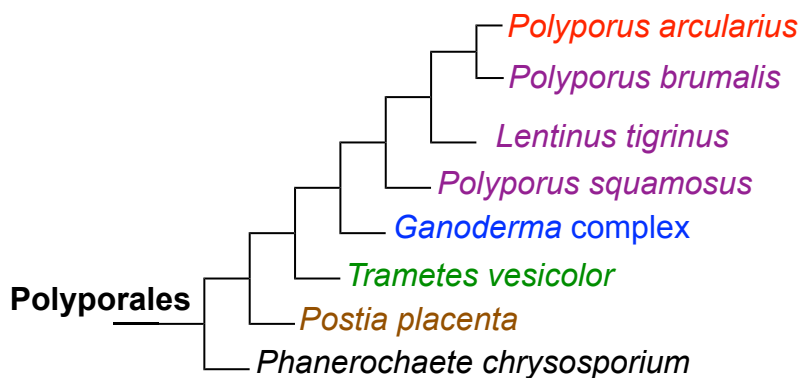 Polyporus arcularius
Polyporus brumalis
Lentinus tigrinus
Polyporus squamosus
Ganoderma complex
Trametes vesicolor
Polyporales
Postia placenta
Phanerochaete chrysosporium